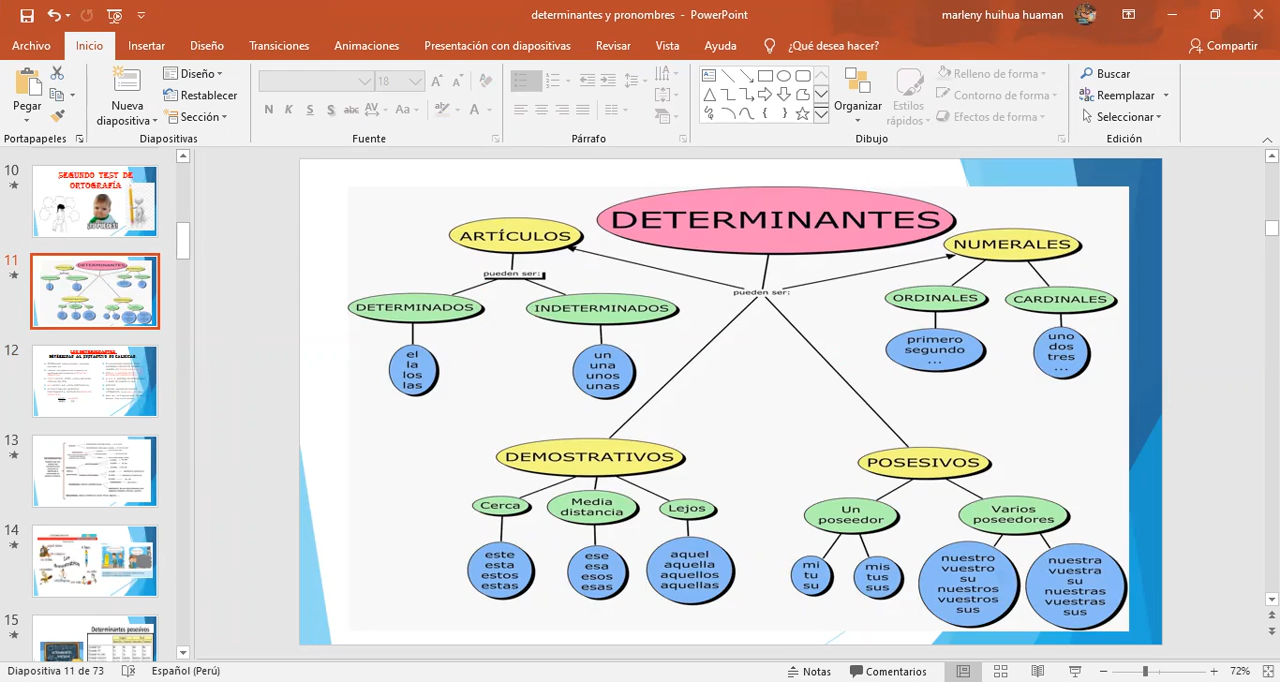 determinantes y pronombres - PowerPoint
marleny huihua huaman
Archivo
Inicio
Insertar
Diseño
Transiciones
Animaciones
Presentación con diapositivas
Revisar
Vista
Ayuda
¿Qué desea hacer?
Compartir
Pegar
Nueva
diapositiva
Diseño
Restablecer
Sección
18
N K S S abc AV Aa A
Organizar
Estilos
rápidos
Relleno de forma
Contorno de forma
Efectos de forma
Buscar
Reemplazar
Seleccionar
Portapapeles
Diapositivas
Fuente
Párrafo
Dibujo
Edición
10
SEGUNDO TEST DE
ORTOGRAFÍA
11
12
13
14
15
Determinantes posesivos
DETERMINANTES
pueden ser:
ARTÍCULOS
pueden ser:
DETERMINADOS
el
la
los
las
INDETERMINADOS
un
una
unos
unas
NUMERALES
ORDINALES
primero
segundo
...
CARDINALES
uno
dos
tres
...
DEMOSTRATIVOS
Cerca
este
esta
estos
estas
Media
distancia
ese
esa
esos
esas
Lejos
aquel
aquella
aquellos
aquellas
POSESIVOS
Un
poseedor
mi
tu
su
mis
tus
sus
Varios
poseedores
nuestro
vuestro
su
nuestros
vuestros
sus
nuestra
vuestra
su
nuestras
vuestras
sus
Diapositiva 11 de 73
Español (Perú)
Notas
Comentarios
72%